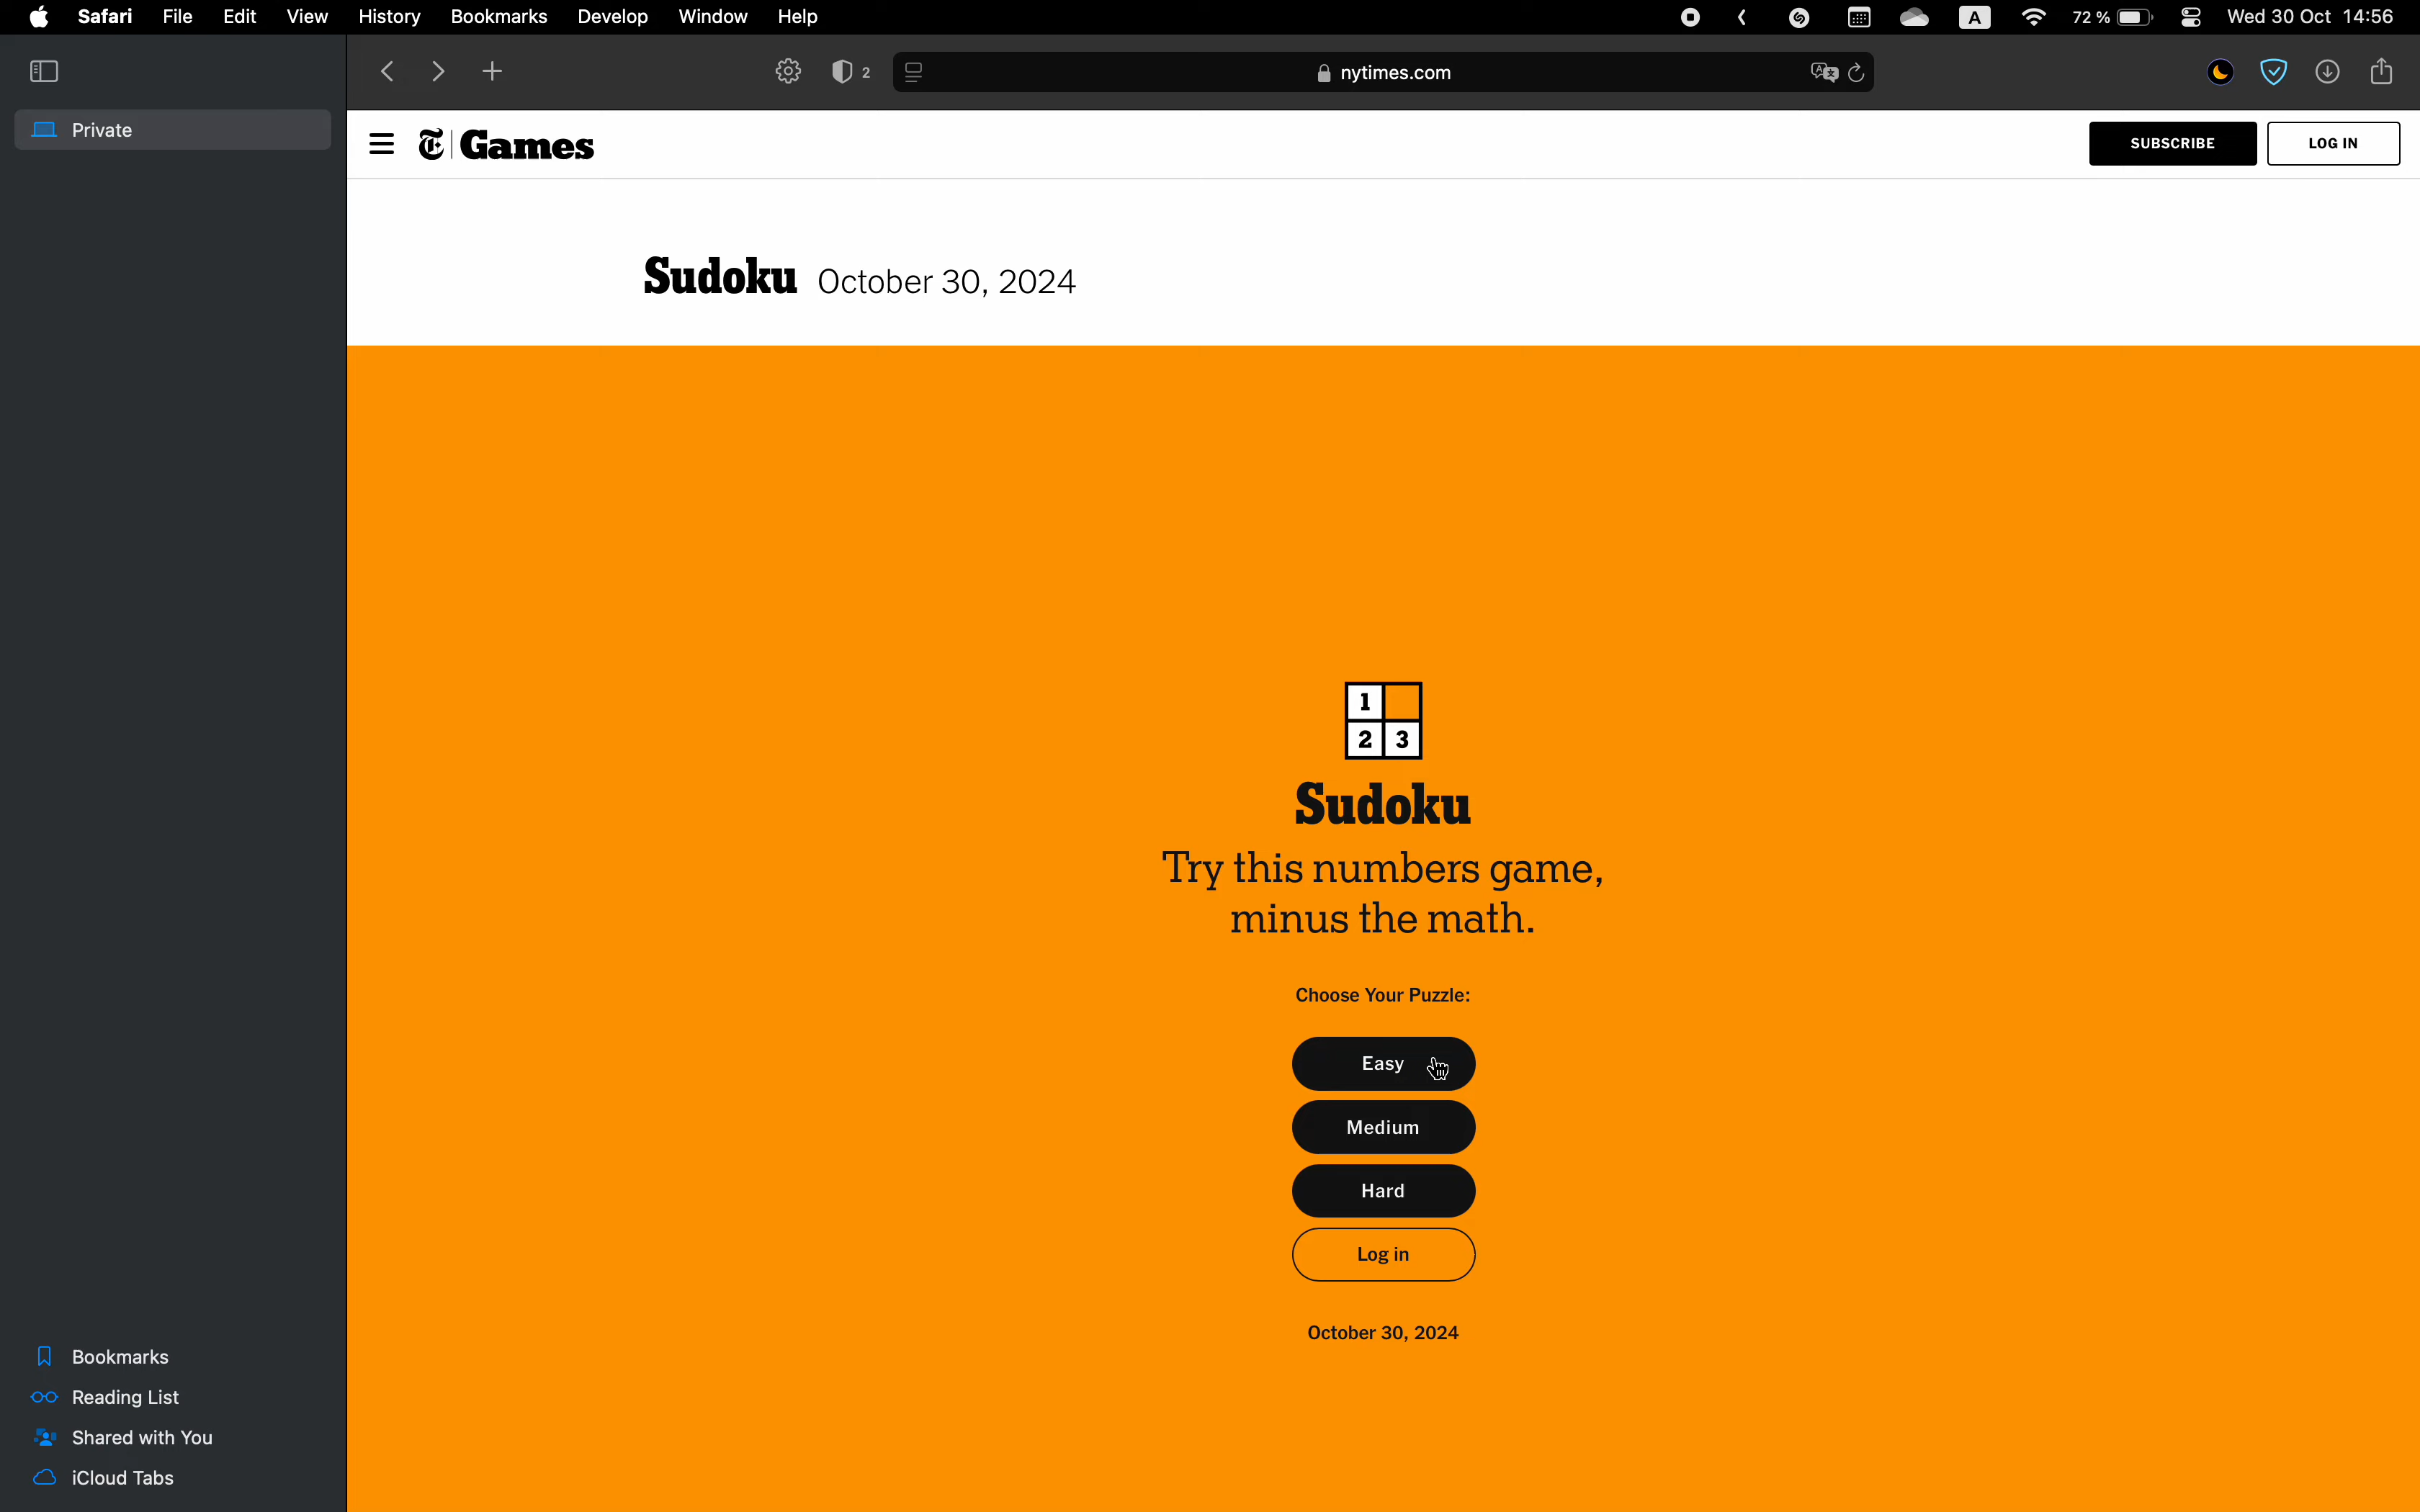 Safari File Edit View History Bookmarks Develop Window Help A 72 % Wed 30 Oct 14:56
2 nytimes.com
Private
T Games SUBSCRIBE LOG IN
Sudoku October 30, 2024
1
2 3
Sudoku
Try this numbers game,
minus the math.
Choose Your Puzzle:
Easy
Medium
Hard
Log in
October 30, 2024
Bookmarks
Reading List
Shared with You
iCloud Tabs